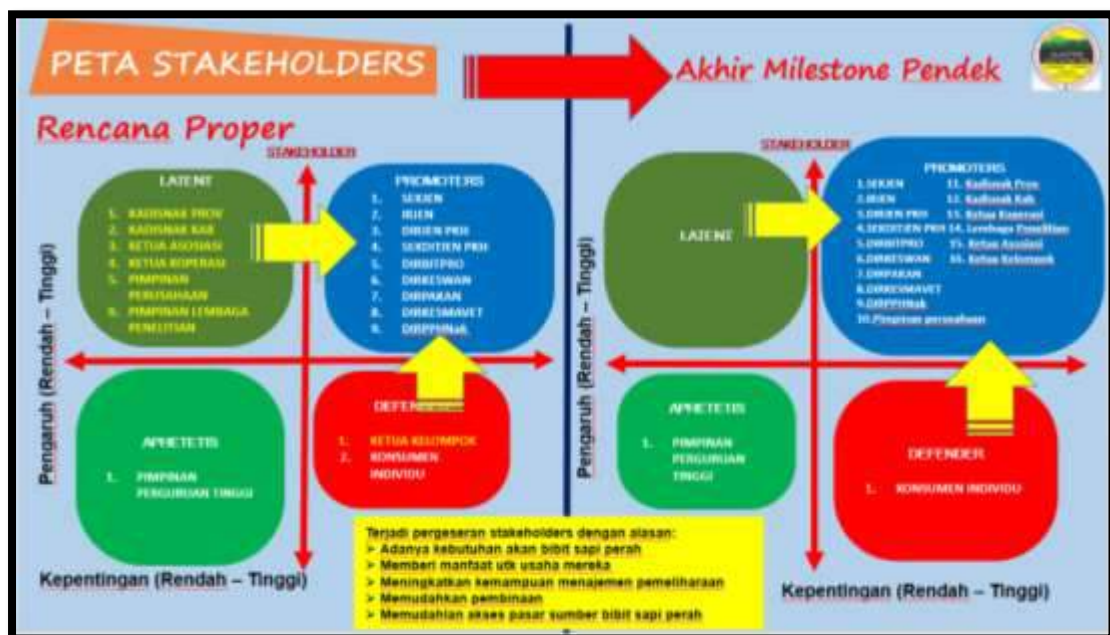 PETA STAKEHOLDERS
Akhir Milestone Pendek
Rencana Proper
STAKEHOLDER
Pengaruh (Rendah – Tinggi)
LATENT
1. KADISNAK PROV
2. KADISNAK KAB
3. KETUA ASOSIASI
4. KETUA KOPERASI
5. PIMPINAN
PERUSAHAAN
6. PIMPINAN LEMBAGA
PENELITIAN
PROMOTERS
1. SEKJEN
2. IRJEN
3. DIRJEN PKH
4. SEKDITJEN PKH
5. DIRBITPRO
6. DIRKESWAN
7. DIRPAKAN
8. DIRKESMAVET
9. DIRPPHNak
APHETETIS
1. PIMPINAN
PERGURUAN TINGGI
DEFEN
1. KETUA KELOMPOK
2. KONSUMEN
INDIVIDU
Kepentingan (Rendah – Tinggi)
STAKEHOLDER
Pengaruh (Rendah – Tinggi)
LATENT
PROMOTERS
1.SEKJEN 11. Kadisnak Prov
2.IRJEN 12. Kadisnak Kab
3.DIRJEN PKH 13. Ketua Koperasi
4.SEKDITJEN PKH 14. Lembaga Penelitian
5.DIRBITPRO 15. Ketua Asosiasi
6.DIRKESWAN 16. Ketua Kelompok
7.DIRPAKAN
8.DIRKESMAVET
9.DIRPPHNak
10.Pimpinan perusahaan
APHETETIS
1. PIMPINAN
PERGURUAN
TINGGI
DEFENDER
1. KONSUMEN INDIVIDU
Kepentingan (Rendah – Tinggi)
Terjadi pergeseran stakeholders dengan alasan:
➢ Adanya kebutuhan akan bibit sapi perah
➢ Memberi manfaat utk usaha mereka
➢ Meningkatkan kemampuan menajemen pemeliharaan
➢ Memudahkan pembinaan
➢ Memudahlan akses pasar sumber bibit sapi perah